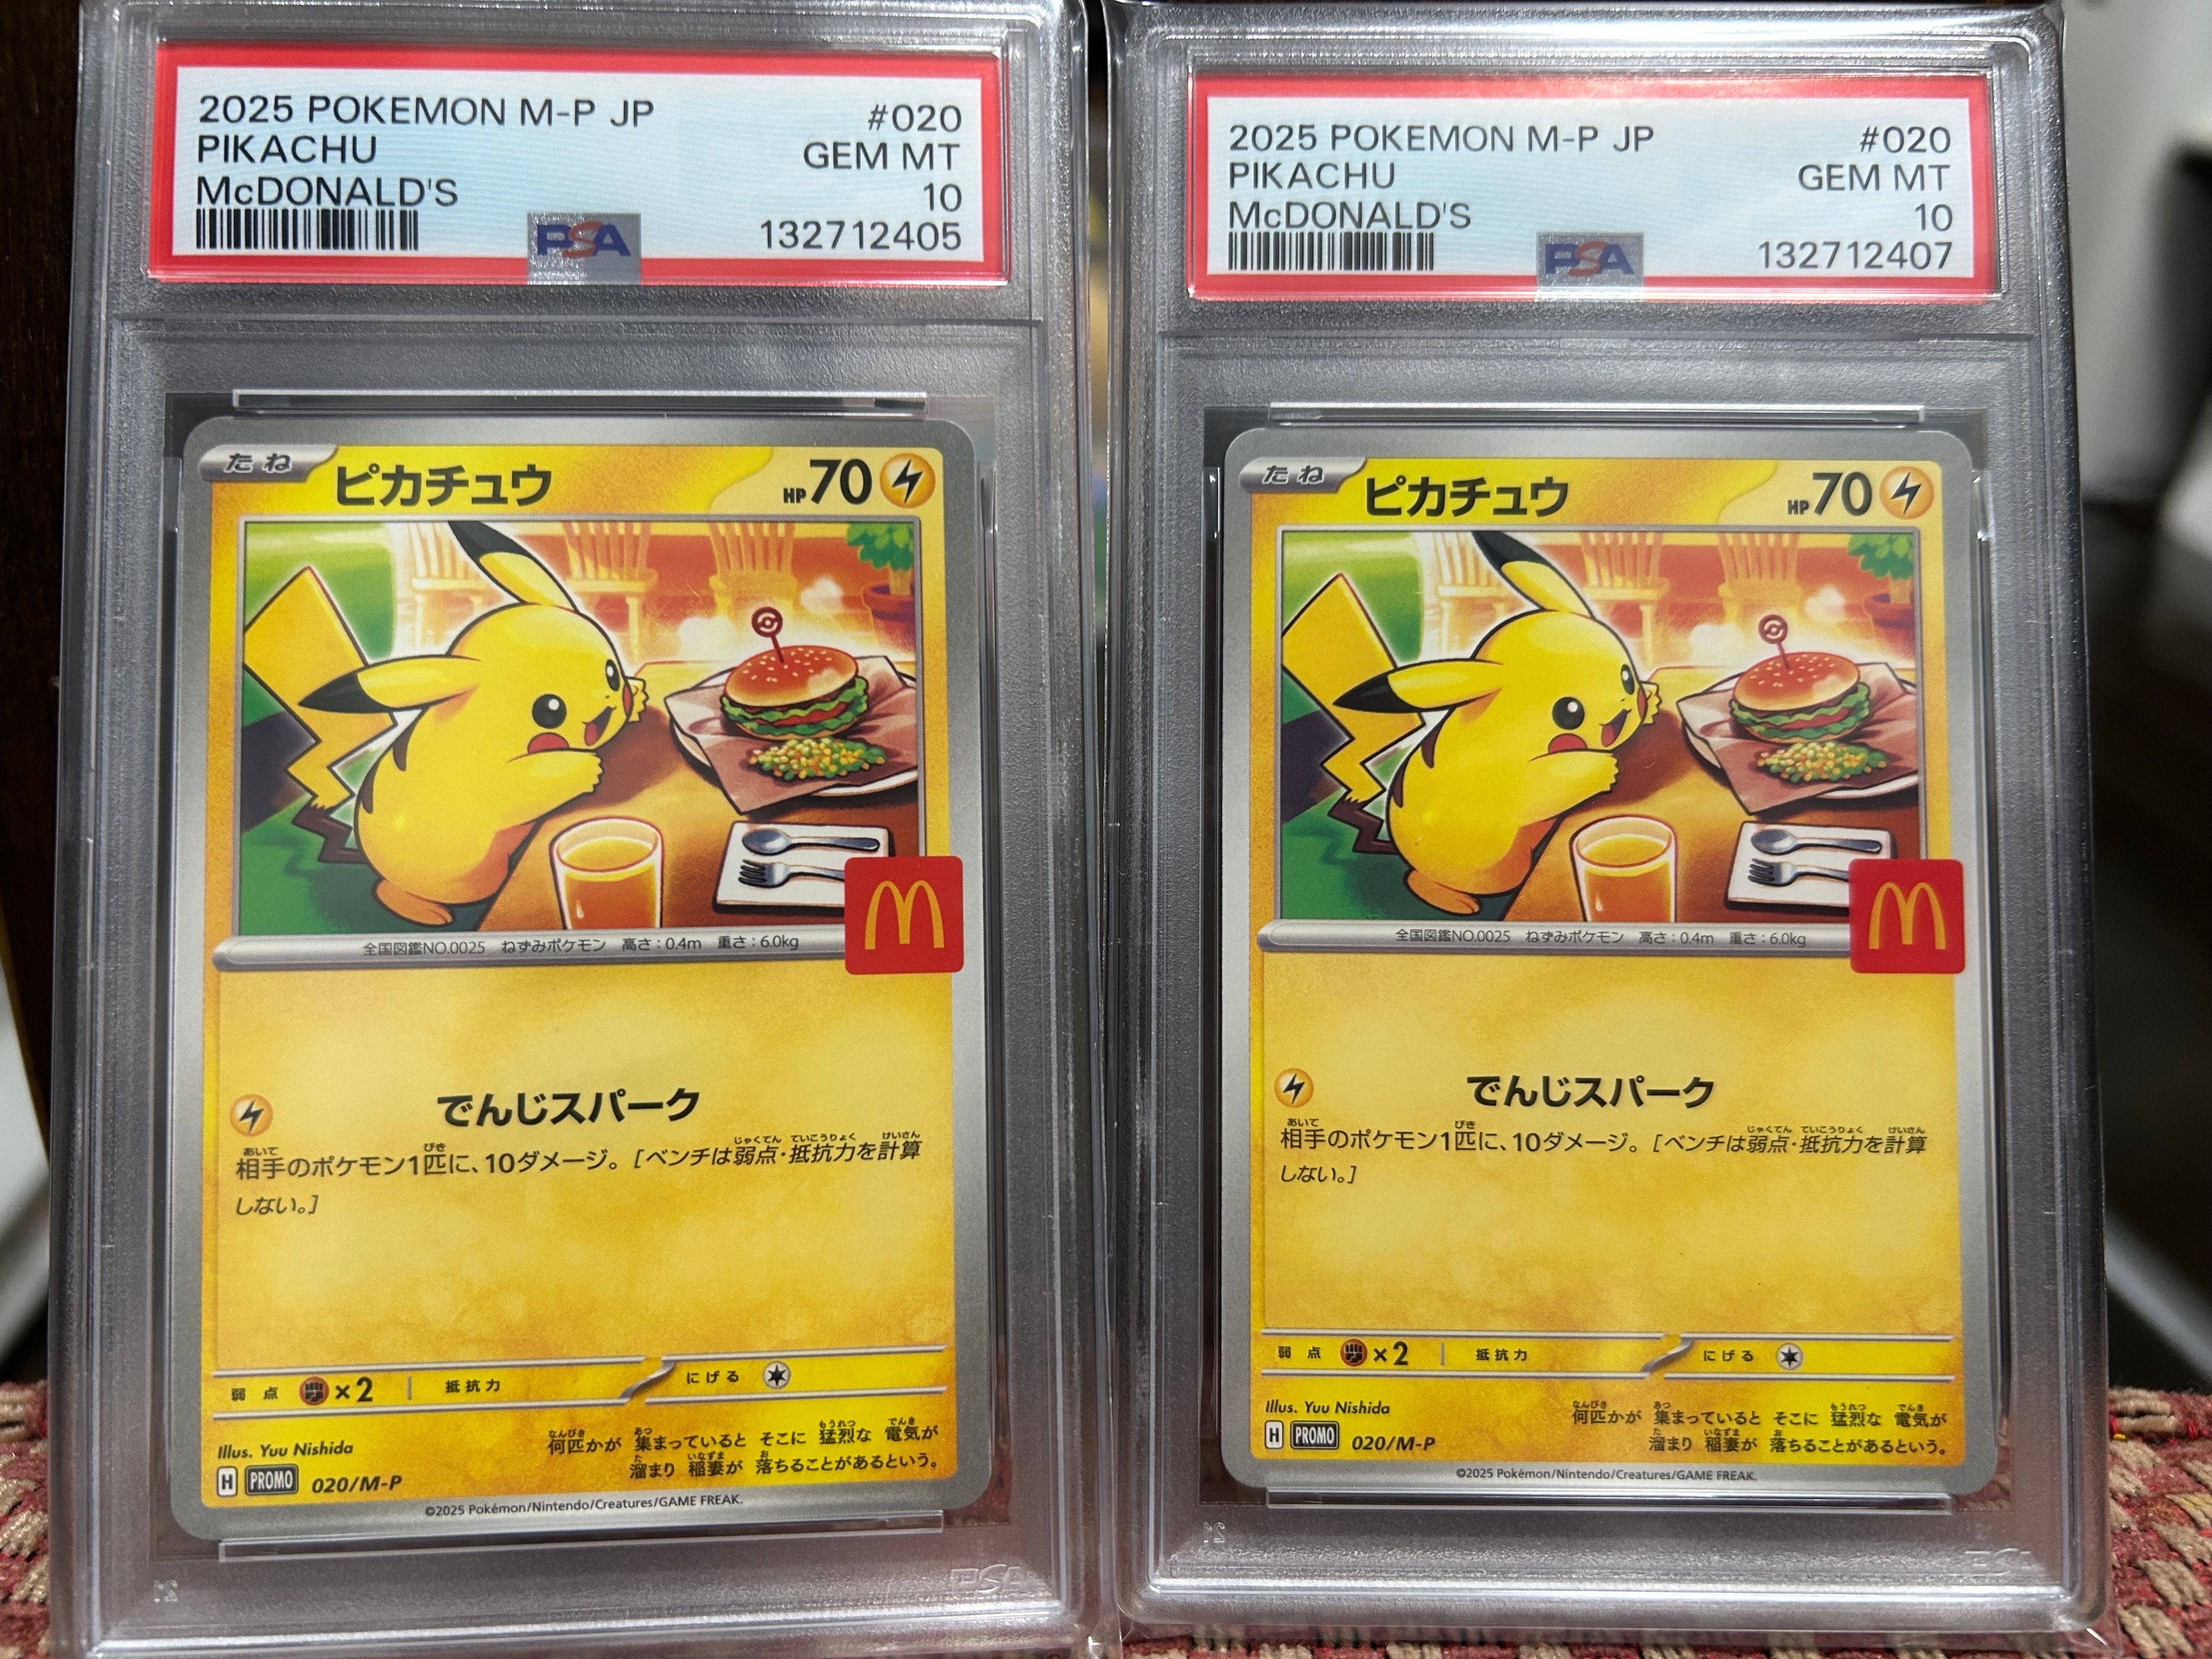 2025 POKEMON M-P JP #020
PIKACHU GEM MT
McDONALD'S 10
PSA 132712405
たね ピカチュウ HP70
M
全国図鑑NO.0025 ねずみポケモン 高さ:0.4m 重さ:6.0kg
でんじスパーク
相手のポケモン1匹に、10ダメージ。[ベンチは弱点・抵抗力を計算
しない。]
弱点 ×2 抵抗力 にげる
Illus. Yuu Nishida
H PROMO 020/M-P
何匹かが 集まっていると そこに 猛烈な 電気が
溜まり 稲妻が 落ちることがあるという。
©2025 Pokémon/Nintendo/Creatures/GAME FREAK.
PSA
2025 POKEMON M-P JP #020
PIKACHU GEM MT
McDONALD'S 10
PSA 132712407
たね ピカチュウ HP70
M
全国図鑑NO.0025 ねずみポケモン 高さ:0.4m 重さ:6.0kg
でんじスパーク
相手のポケモン1匹に、10ダメージ。[ベンチは弱点・抵抗力を計算
しない。]
弱点 ×2 抵抗力 にげる
Illus. Yuu Nishida
H PROMO 020/M-P
何匹かが 集まっていると そこに 猛烈な 電気が
溜まり 稲妻が 落ちることがあるという。
©2025 Pokémon/Nintendo/Creatures/GAME FREAK.
PSA